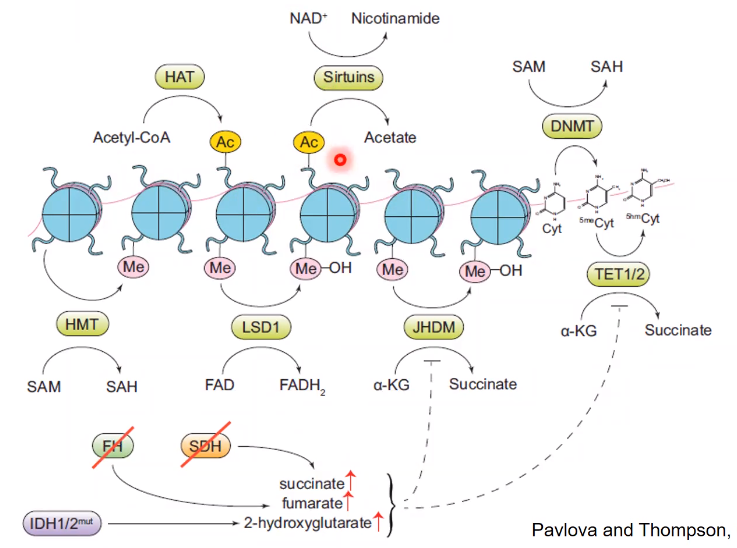 NAD⁺ Nicotinamide
HAT Sirtuins SAM SAH
Acetyl-CoA Ac Ac Acetate DNMT
Cyt 5meCyt 5hmCyt
Me Me Me–OH Me Me–OH
TET1/2
HMT LSD1 JHDM α-KG Succinate
SAM SAH FAD FADH₂ α-KG Succinate
FH SDH
succinate
fumarate
IDH1/2mut 2-hydroxyglutarate
Pavlova and Thompson,